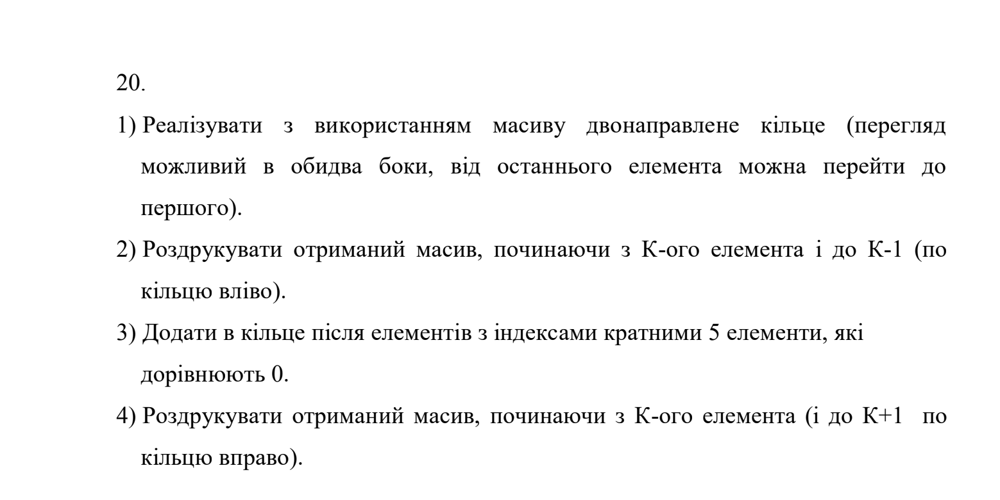 20.
1) Реалізувати з використанням масиву двонаправлене кільце (перегляд
можливий в обидва боки, від останнього елемента можна перейти до
першого).
2) Роздрукувати отриманий масив, починаючи з К-ого елемента і до К-1 (по
кільцю вліво).
3) Додати в кільце після елементів з індексами кратними 5 елементи, які
дорівнюють 0.
4) Роздрукувати отриманий масив, починаючи з К-ого елемента (і до К+1 по
кільцю вправо).